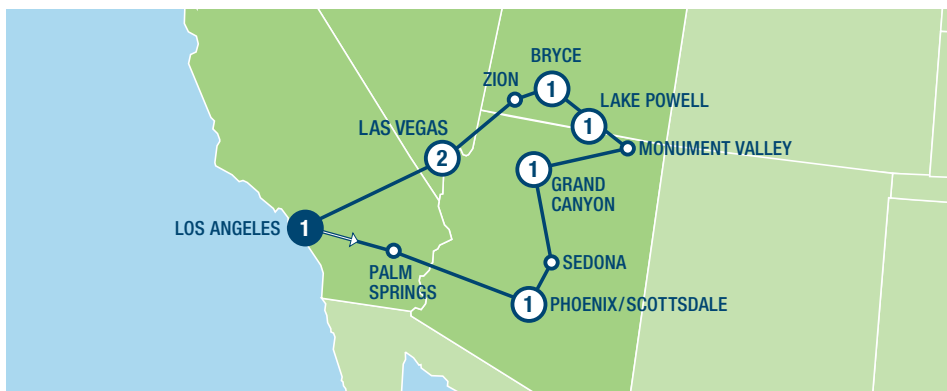 BRYCE
1
ZION
LAKE POWELL
1
LAS VEGAS
2
MONUMENT VALLEY
1
GRAND
CANYON
LOS ANGELES
1
PALM
SPRINGS
SEDONA
1
PHOENIX/SCOTTSDALE